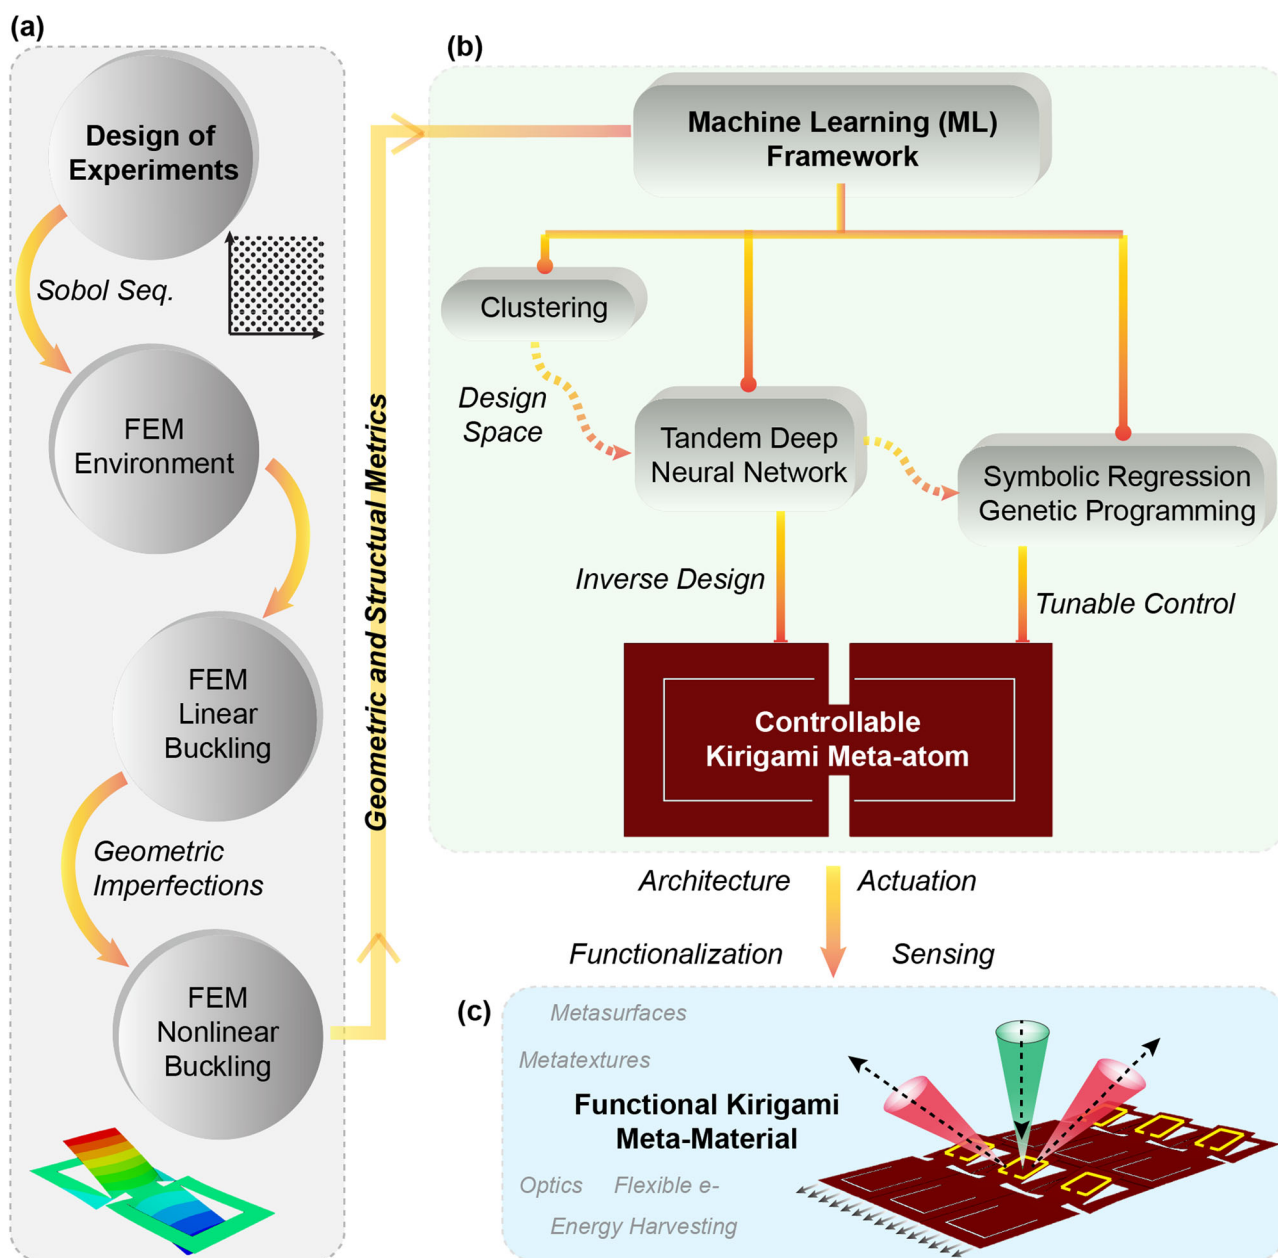 (a)
Design of
Experiments
Sobol Seq.
FEM
Environment
FEM
Linear
Buckling
Geometric
Imperfections
FEM
Nonlinear
Buckling
Geometric and Structual Metrics
(b)
Machine Learning (ML)
Framework
Clustering
Design
Space
Tandem Deep
Neural Network
Symbolic Regression
Genetic Programming
Inverse Design
Tunable Control
Controllable
Kirigami Meta-atom
Architecture
Actuation
Functionalization
Sensing
(c)
Metasurfaces
Metatextures
Functional Kirigami
Meta-Material
Optics
Flexible e-
Energy Harvesting